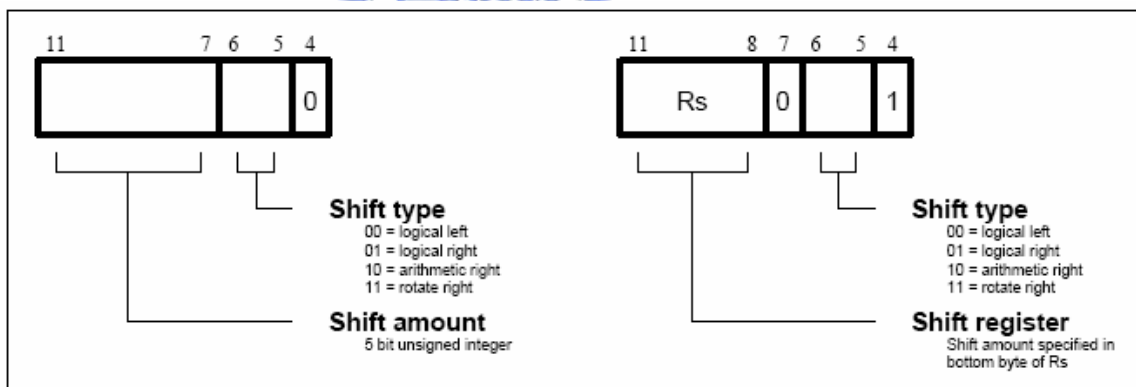 11 7 6 5 4
0
Shift type
00 = logical left
01 = logical right
10 = arithmetic right
11 = rotate right
Shift amount
5 bit unsigned integer
11 8 7 6 5 4
Rs 0 1
Shift type
00 = logical left
01 = logical right
10 = arithmetic right
11 = rotate right
Shift register
Shift amount specified in
bottom byte of Rs